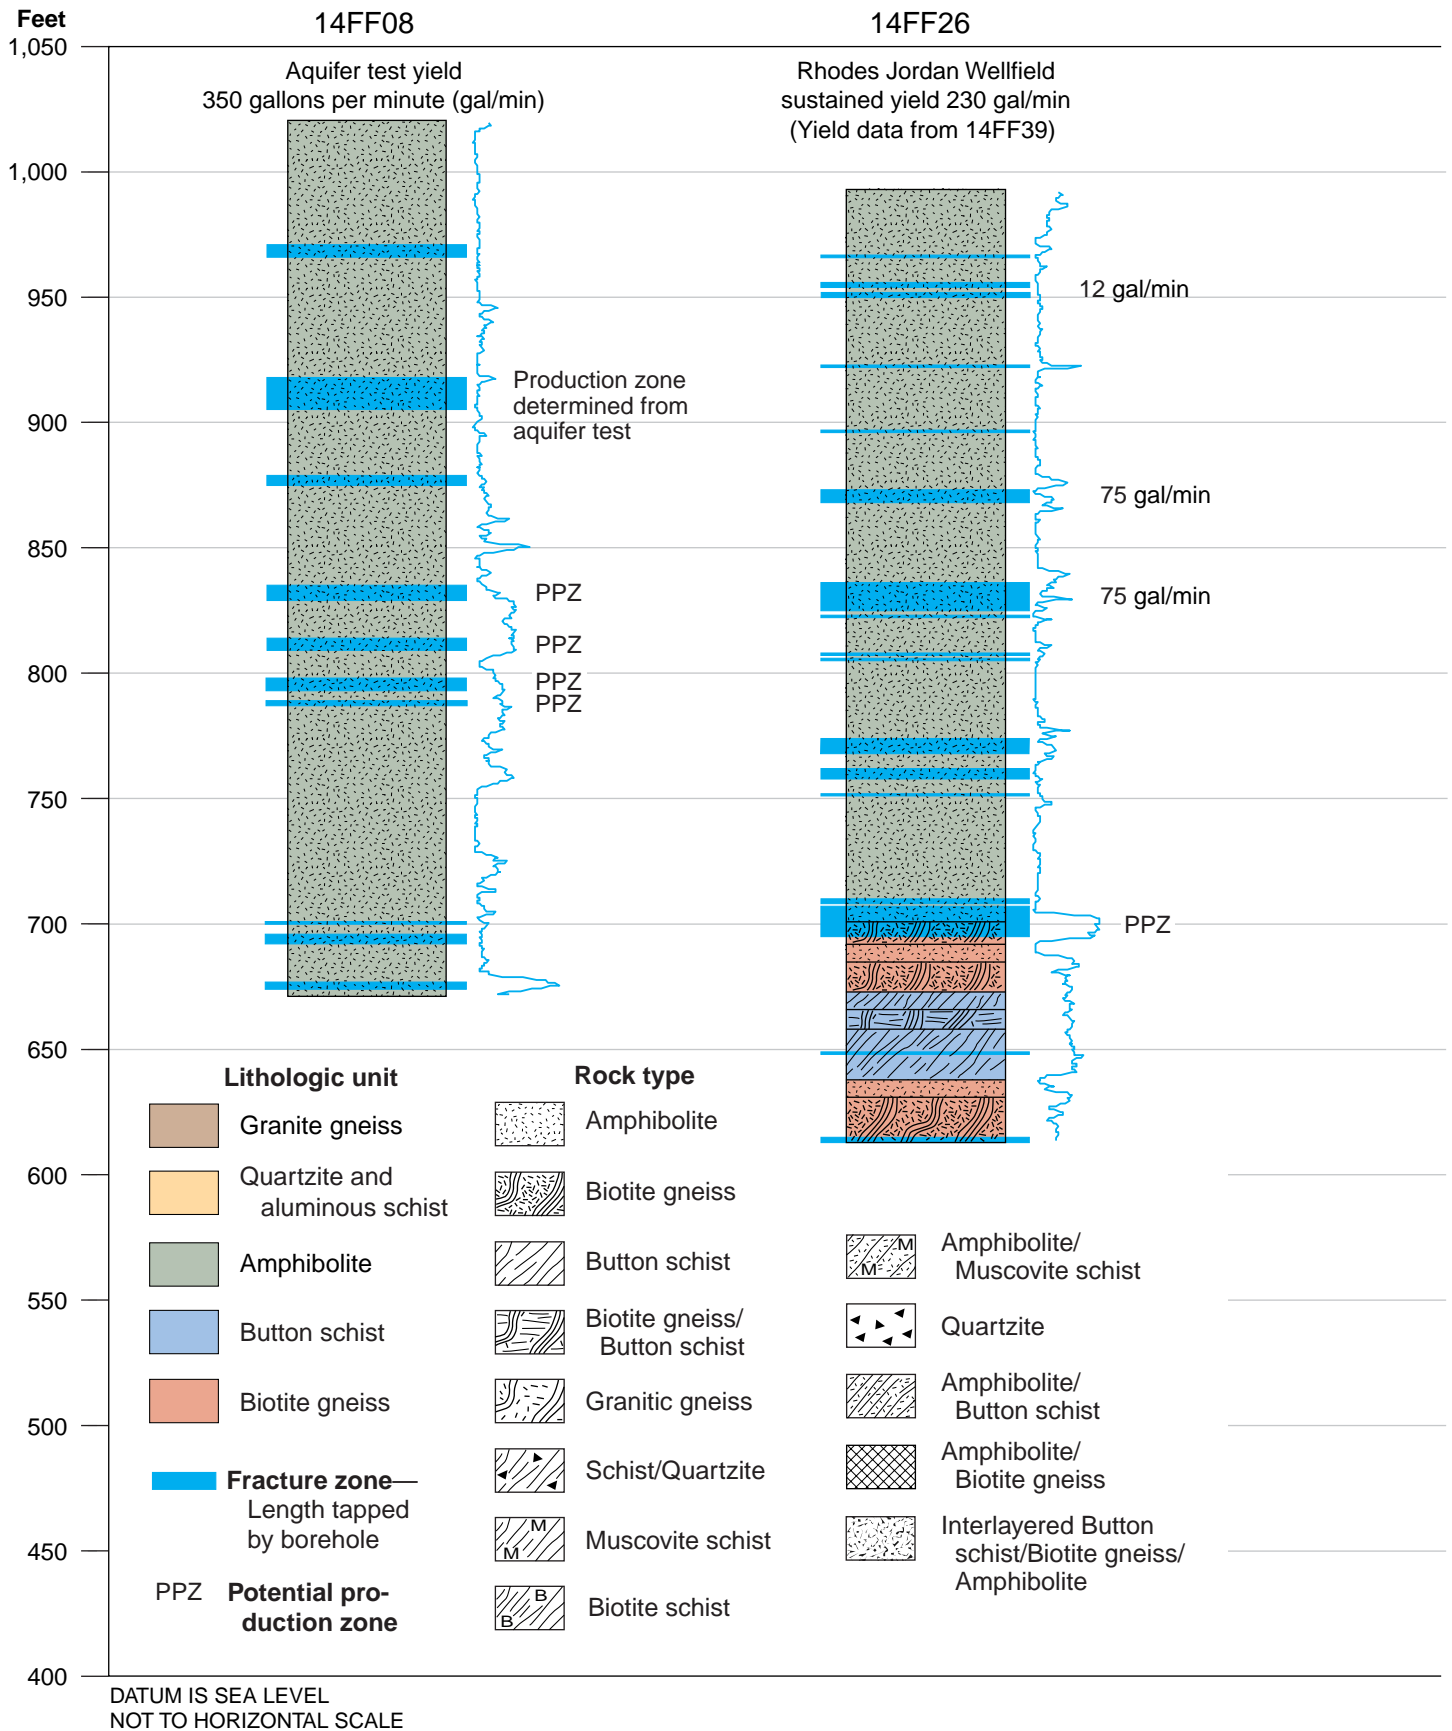 Feet
14FF08
14FF26
1,050
Aquifer test yield
350 gallons per minute (gal/min)
Rhodes Jordan Wellfield
sustained yield 230 gal/min
(Yield data from 14FF39)
1,000
950
12 gal/min
Production zone
determined from
aquifer test
900
75 gal/min
850
PPZ
75 gal/min
PPZ
800
PPZ
PPZ
750
700
PPZ
650
Lithologic unit
Granite gneiss
Quartzite and
aluminous schist
Amphibolite
Button schist
Biotite gneiss
Fracture zone—
Length tapped
by borehole
PPZ Potential pro-
duction zone
Rock type
Amphibolite
Biotite gneiss
Button schist
Biotite gneiss/
Button schist
Granitic gneiss
Schist/Quartzite
M
M
Muscovite schist
B
B
Biotite schist
M
M
Amphibolite/
Muscovite schist
Quartzite
Amphibolite/
Button schist
Amphibolite/
Biotite gneiss
Interlayered Button
schist/Biotite gneiss/
Amphibolite
600
550
500
450
400
DATUM IS SEA LEVEL
NOT TO HORIZONTAL SCALE